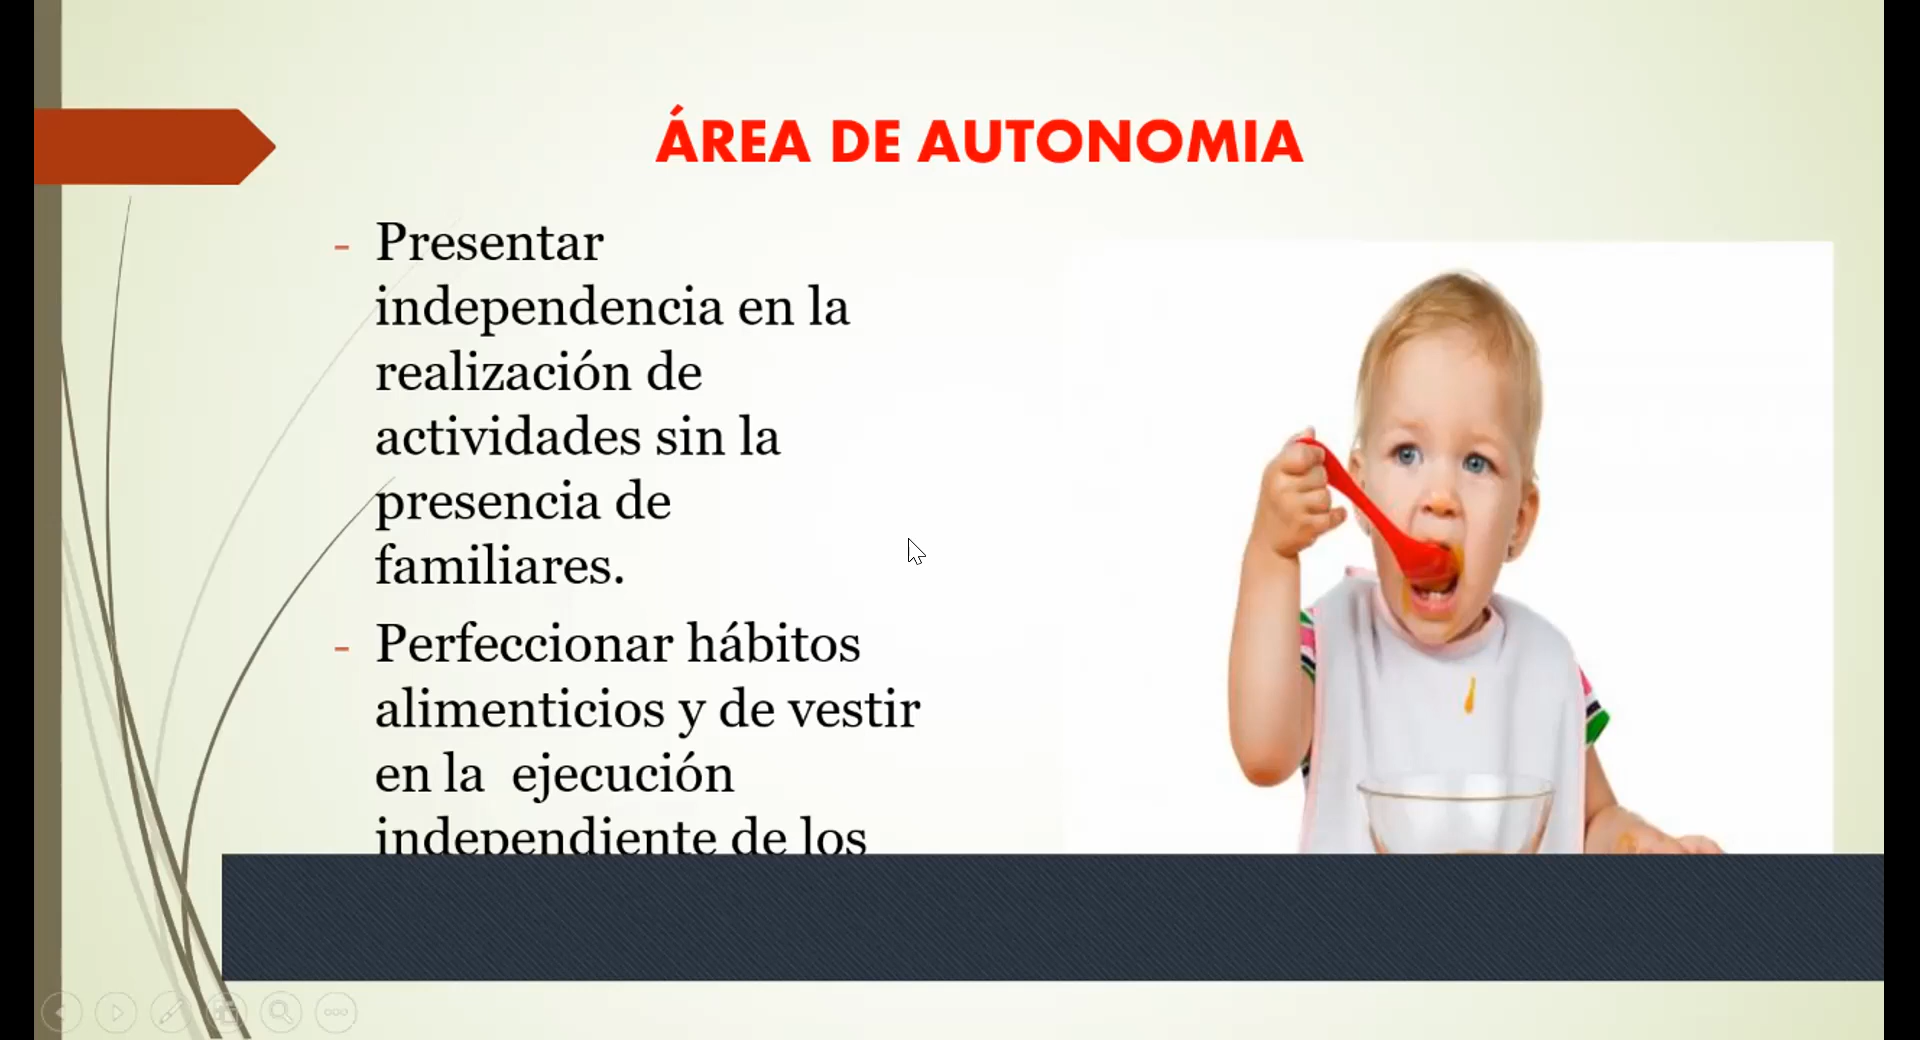 ÁREA DE AUTONOMIA
- Presentar
independencia en la
realización de
actividades sin la
presencia de
familiares.
- Perfeccionar hábitos
alimenticios y de vestir
en la  ejecución
independiente de los